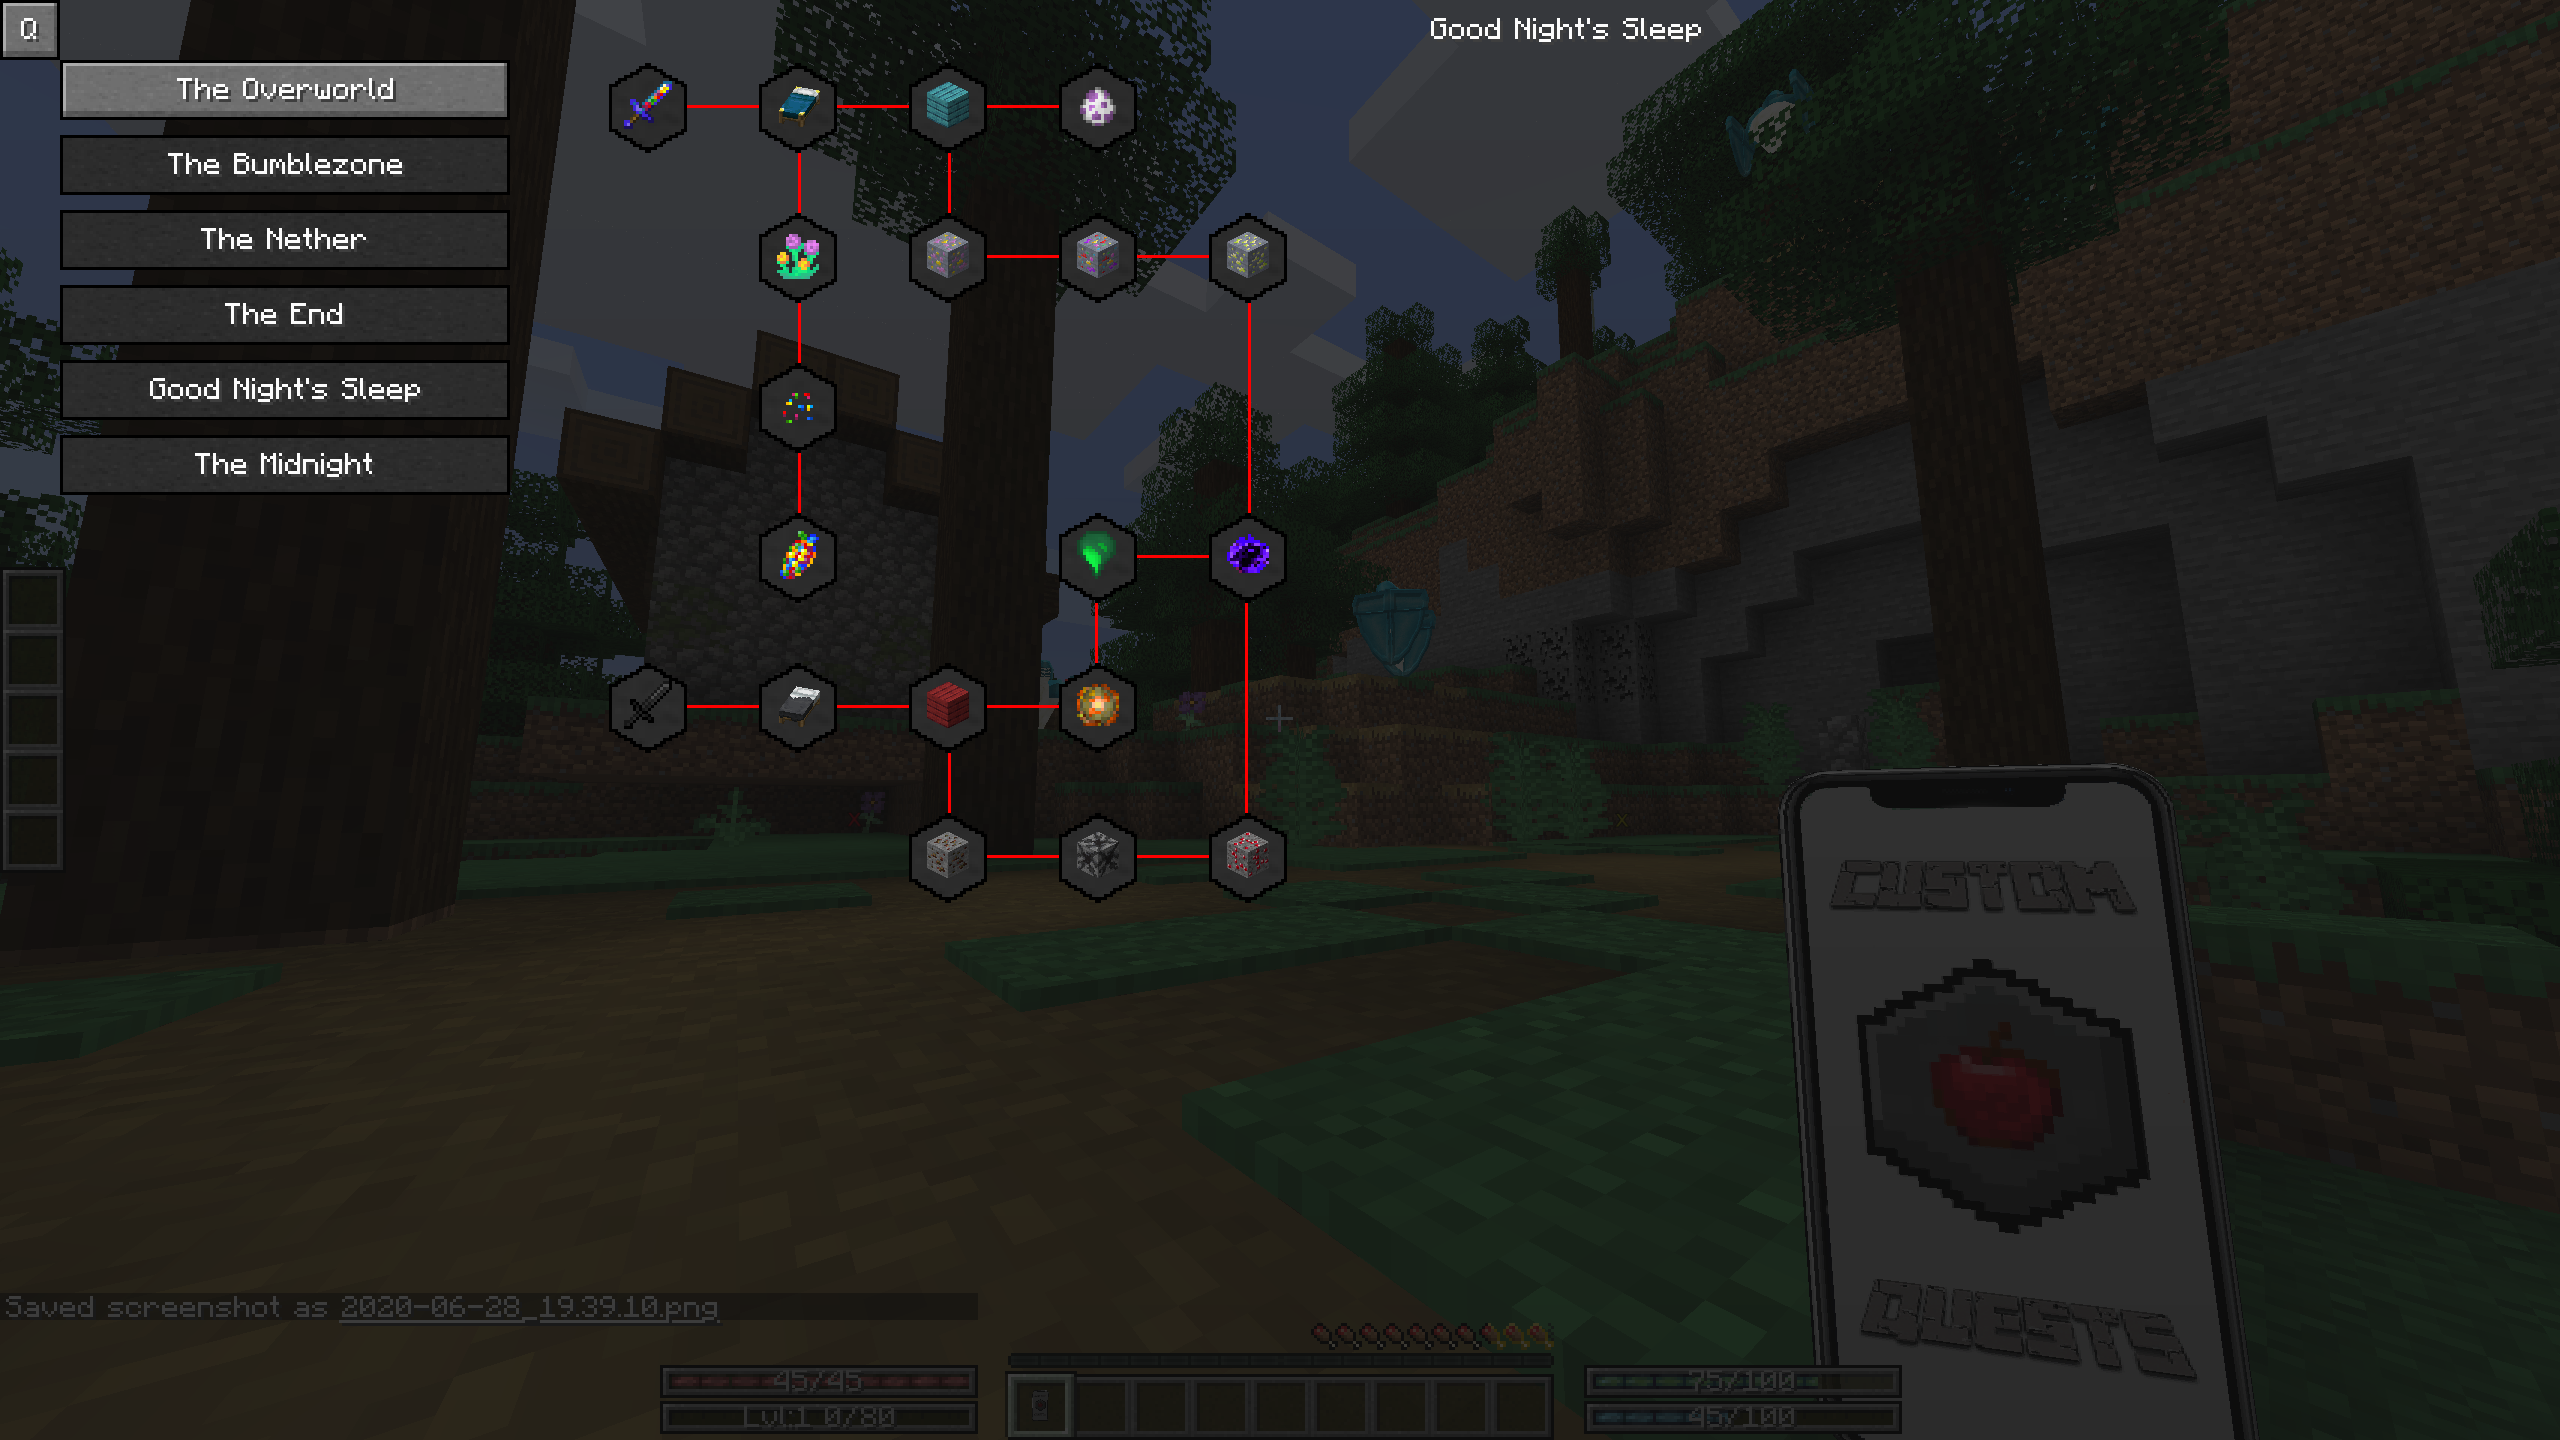 Q
Good Night's Sleep
The Overworld
The Bumblezone
The Nether
The End
Good Night's Sleep
The Midnight
CUSTOM
QUESTS
Saved screenshot as 2020-06-28_19.39.10.png
45/45
75/100
Lvl:1 0/80
45/100